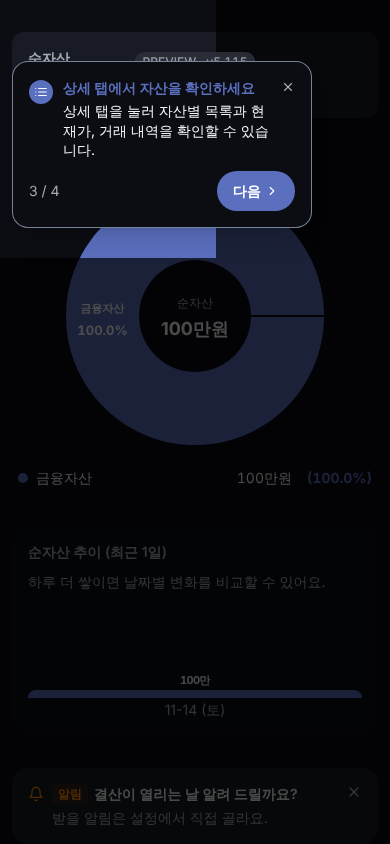 순자산
PREVIEW · v5.115
상세 탭에서 자산을 확인하세요
상세 탭을 눌러 자산별 목록과 현
재가, 거래 내역을 확인할 수 있습
니다.
3 / 4
다음
금융자산
100.0%
순자산
100만원
금융자산 100만원 (100.0%)
순자산 추이 (최근 1일)
하루 더 쌓이면 날짜별 변화를 비교할 수 있어요.
100만
11-14 (토)
알림 결산이 열리는 날 알려 드릴까요?
받을 알림은 설정에서 직접 골라요.